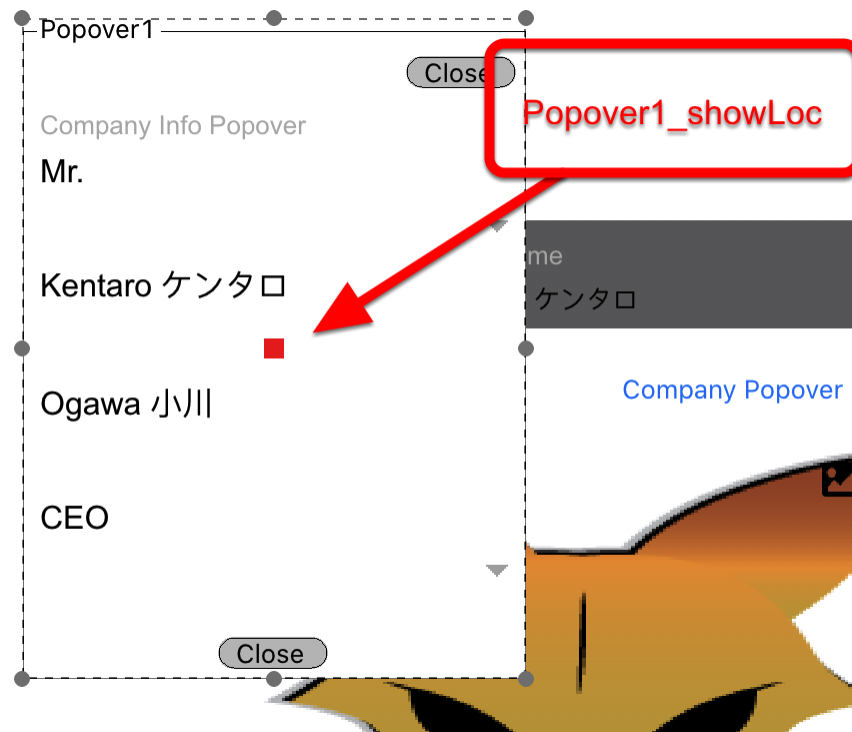 Popover1
Close
Popover1_showLoc
Company Info Popover
Mr.
me
Kentaro ケンタロ
ケンタロ
Company Popover
Ogawa 小川
CEO
Close